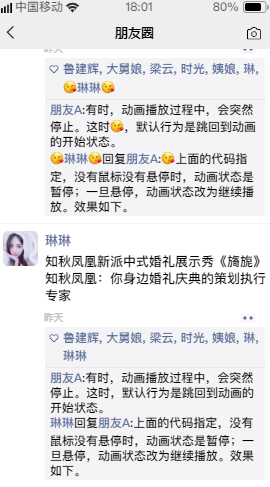 中国移动 18:01 80%
朋友圈
昨天
鲁建辉, 大舅娘, 梁云, 时光, 姨娘, 琳,
😘琳琳😘
朋友A:有时，动画播放过程中，会突然
停止。这时😘，默认行为是跳回到动画
的开始状态。
😘琳琳😘回复朋友A:😘上面的代码指
定，没有鼠标没有悬停时，动画状态是
暂停；一旦悬停，动画状态改为继续播
放。效果如下。
琳琳
知秋凤凰新派中式婚礼展示秀《旖旎》
知秋凤凰：你身边婚礼庆典的策划执行
专家
昨天
鲁建辉, 大舅娘, 梁云, 时光, 姨娘, 琳,
琳琳
朋友A:有时，动画播放过程中，会突然
停止。这时，默认行为是跳回到动画的
开始状态。
琳琳回复朋友A:上面的代码指定，没有
鼠标没有悬停时，动画状态是暂停；一
旦悬停，动画状态改为继续播放。效果
如下。